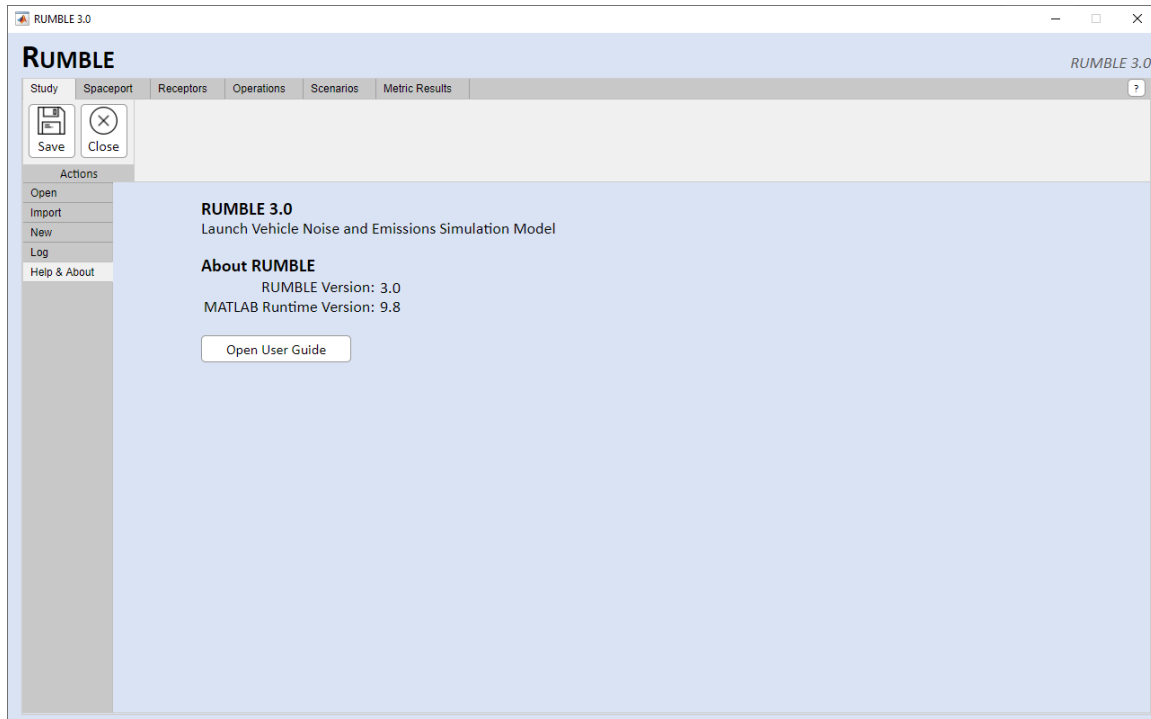 RUMBLE 3.0
RUMBLE
RUMBLE 3.0
Study Spaceport Receptors Operations Scenarios Metric Results ?
Save Close
Actions
Open
Import
New
Log
Help & About
RUMBLE 3.0
Launch Vehicle Noise and Emissions Simulation Model
About RUMBLE
RUMBLE Version: 3.0
MATLAB Runtime Version: 9.8
Open User Guide